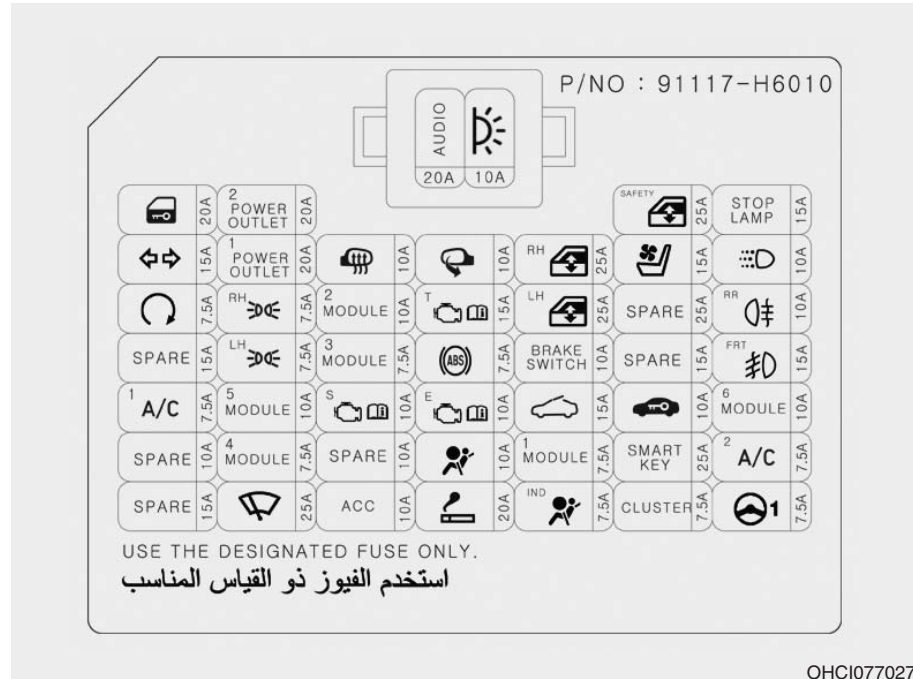 P/NO : 91117-H6010
AUDIO
20A 10A
20A 2 POWER OUTLET 20A SAFETY 25A STOP LAMP 15A
15A 1 POWER OUTLET 20A 10A 10A RH 25A 15A 10A
7.5A RH 7.5A 2 MODULE 10A T 15A LH 25A SPARE 25A RR 10A
SPARE 15A LH 7.5A 3 MODULE 7.5A ABS 7.5A BRAKE SWITCH 10A SPARE 15A FRT 15A
1 A/C 7.5A 5 MODULE 10A S 10A E 10A 15A 10A 6 MODULE 10A
SPARE 10A 4 MODULE 7.5A SPARE 10A 10A 1 MODULE 7.5A SMART KEY 25A 2 A/C 7.5A
SPARE 15A 25A ACC 10A 20A IND 7.5A CLUSTER 7.5A 1 7.5A
USE THE DESIGNATED FUSE ONLY.
استخدم الفيوز ذو القياس المناسب
OHCI077027